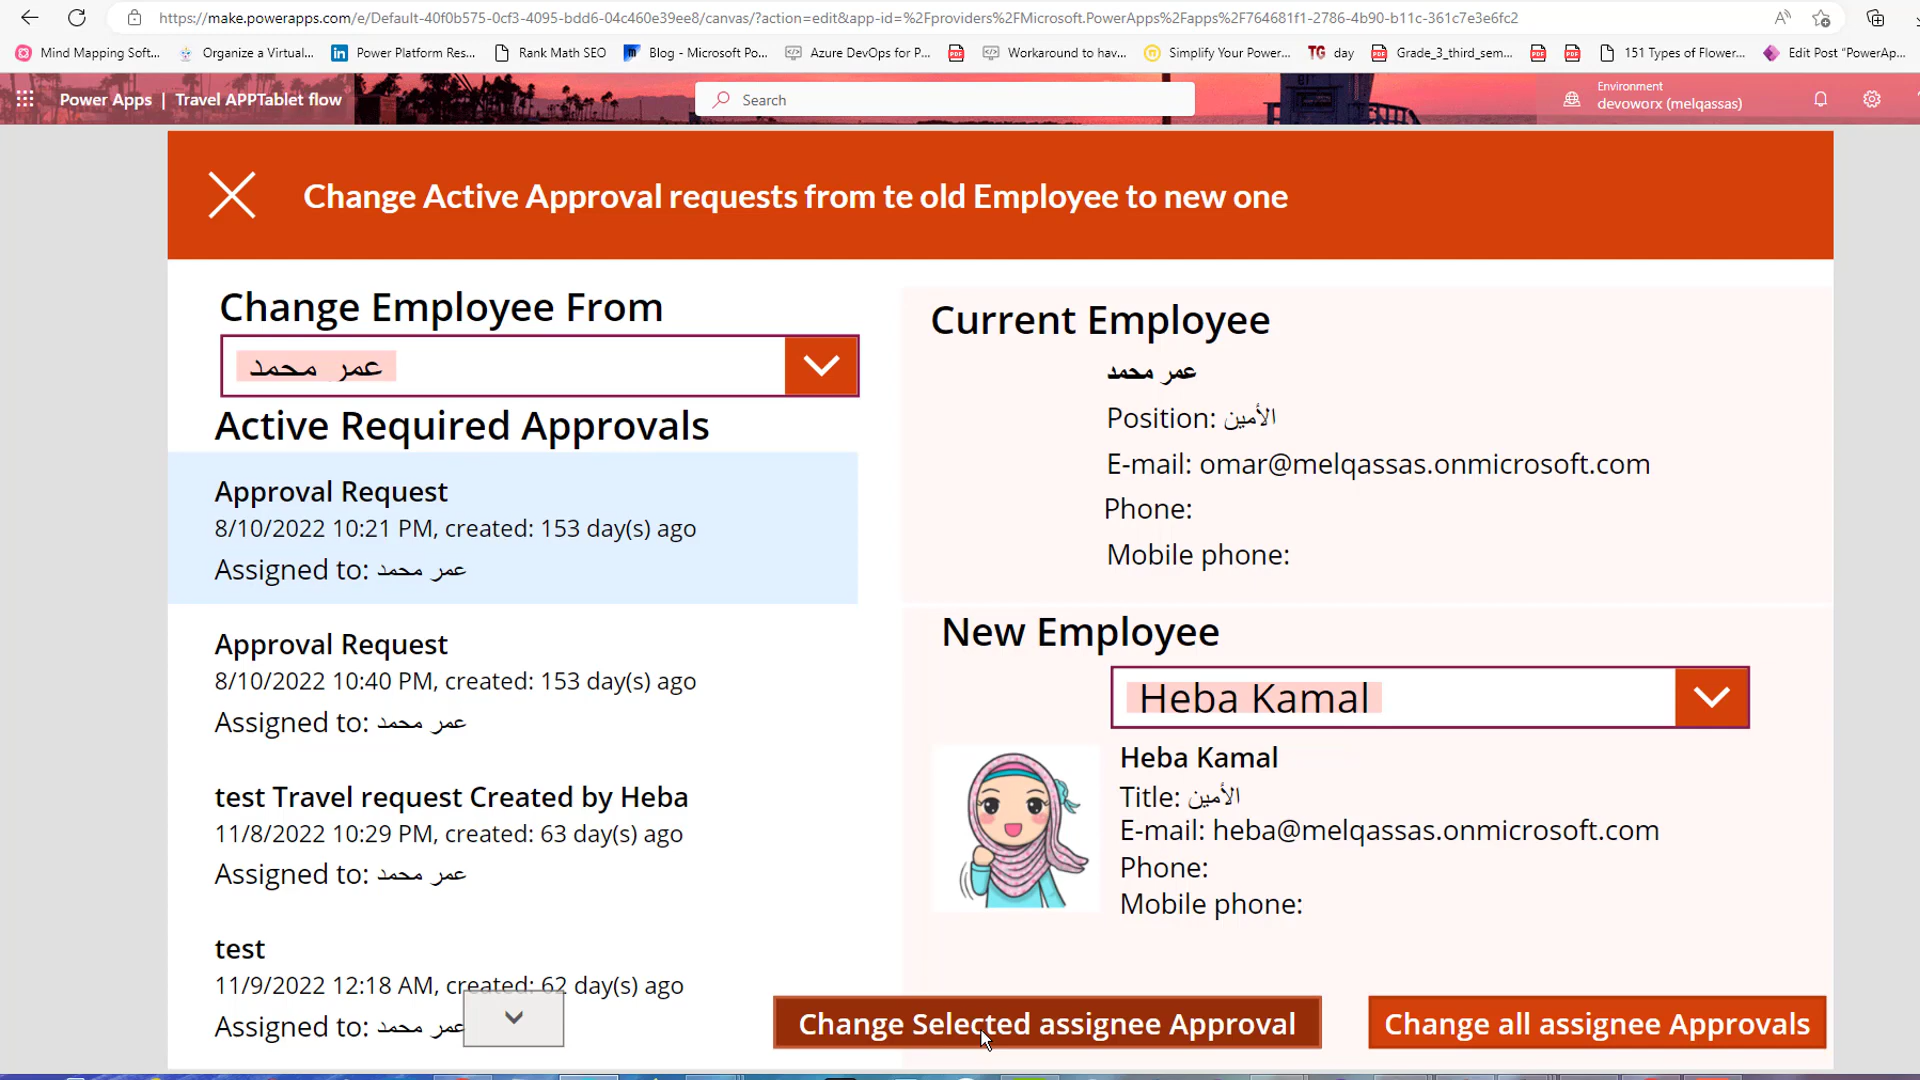 https://make.powerapps.com/e/Default-40f0b575-0cf3-4095-bdd6-04c460e39ee8/canvas/?action=edit&app-id=%2Fproviders%2FMicrosoft.PowerApps%2Fapps%2F764681f1-2786-4b90-b11c-361c7e3e6fc2
Mind Mapping Soft... Organize a Virtual... Power Platform Res... Rank Math SEO Blog - Microsoft Po... Azure DevOps for P... Workaround to hav... Simplify Your Power... TG day Grade_3_third_sem... 151 Types of Flower... Edit Post "PowerAp...
Power Apps | Travel APPTablet flow
Search
Environment
devoworx (melqassas)
Change Active Approval requests from te old Employee to new one
Change Employee From
عمر محمد
Active Required Approvals
Approval Request
8/10/2022 10:21 PM, created: 153 day(s) ago
Assigned to: عمر محمد
Approval Request
8/10/2022 10:40 PM, created: 153 day(s) ago
Assigned to: عمر محمد
test Travel request Created by Heba
11/8/2022 10:29 PM, created: 63 day(s) ago
Assigned to: عمر محمد
test
11/9/2022 12:18 AM, created: 62 day(s) ago
Assigned to: عمر محمد
Current Employee
عمر محمد
Position: الأمين
E-mail: omar@melqassas.onmicrosoft.com
Phone:
Mobile phone:
New Employee
Heba Kamal
Heba Kamal
Title: الأمين
E-mail: heba@melqassas.onmicrosoft.com
Phone:
Mobile phone:
Change Selected assignee Approval
Change all assignee Approvals